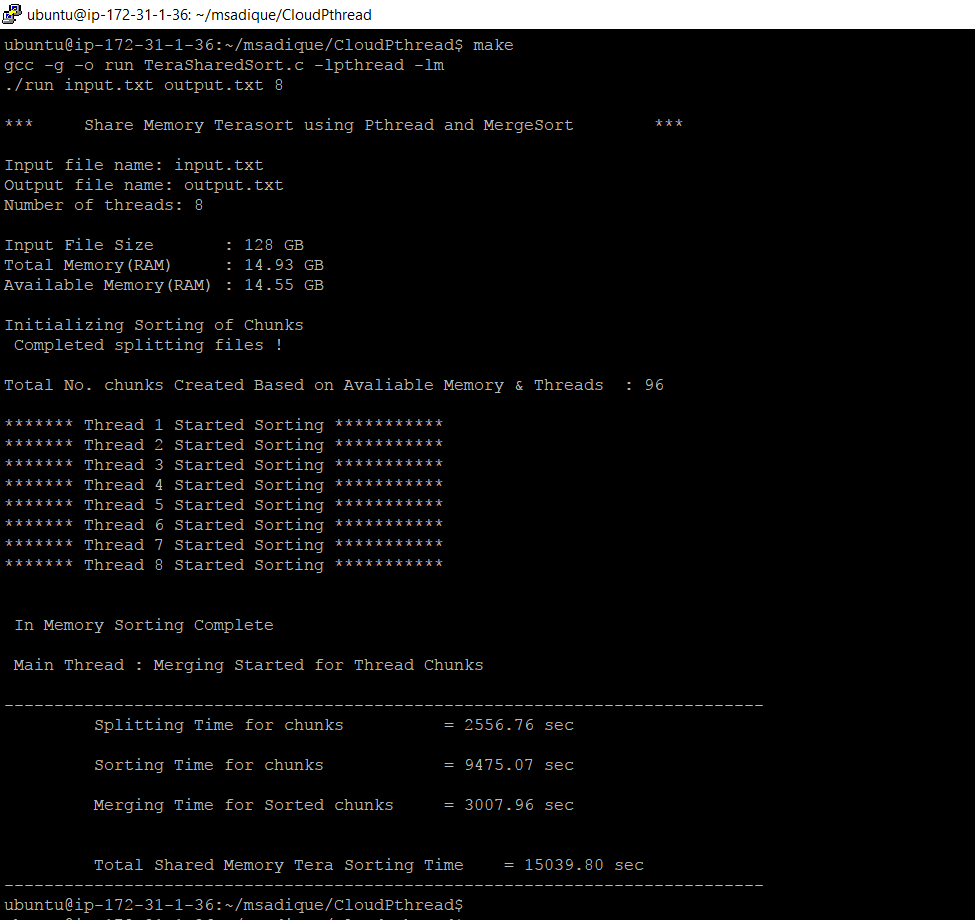 ubuntu@ip-172-31-1-36: ~/msadique/CloudPthread
ubuntu@ip-172-31-1-36:~/msadique/CloudPthread$ make
gcc -g -o run TeraSharedSort.c -lpthread -lm
./run input.txt output.txt 8
*** Share Memory Terasort using Pthread and MergeSort ***
Input file name: input.txt
Output file name: output.txt
Number of threads: 8
Input File Size : 128 GB
Total Memory(RAM) : 14.93 GB
Available Memory(RAM) : 14.55 GB
Initializing Sorting of Chunks
Completed splitting files !
Total No. chunks Created Based on Avaliable Memory & Threads : 96
******* Thread 1 Started Sorting ***********
******* Thread 2 Started Sorting ***********
******* Thread 3 Started Sorting ***********
******* Thread 4 Started Sorting ***********
******* Thread 5 Started Sorting ***********
******* Thread 6 Started Sorting ***********
******* Thread 7 Started Sorting ***********
******* Thread 8 Started Sorting ***********
In Memory Sorting Complete
Main Thread : Merging Started for Thread Chunks
----------------------------------------------------------------------------
Splitting Time for chunks = 2556.76 sec
Sorting Time for chunks = 9475.07 sec
Merging Time for Sorted chunks = 3007.96 sec
Total Shared Memory Tera Sorting Time = 15039.80 sec
----------------------------------------------------------------------------
ubuntu@ip-172-31-1-36:~/msadique/CloudPthread$